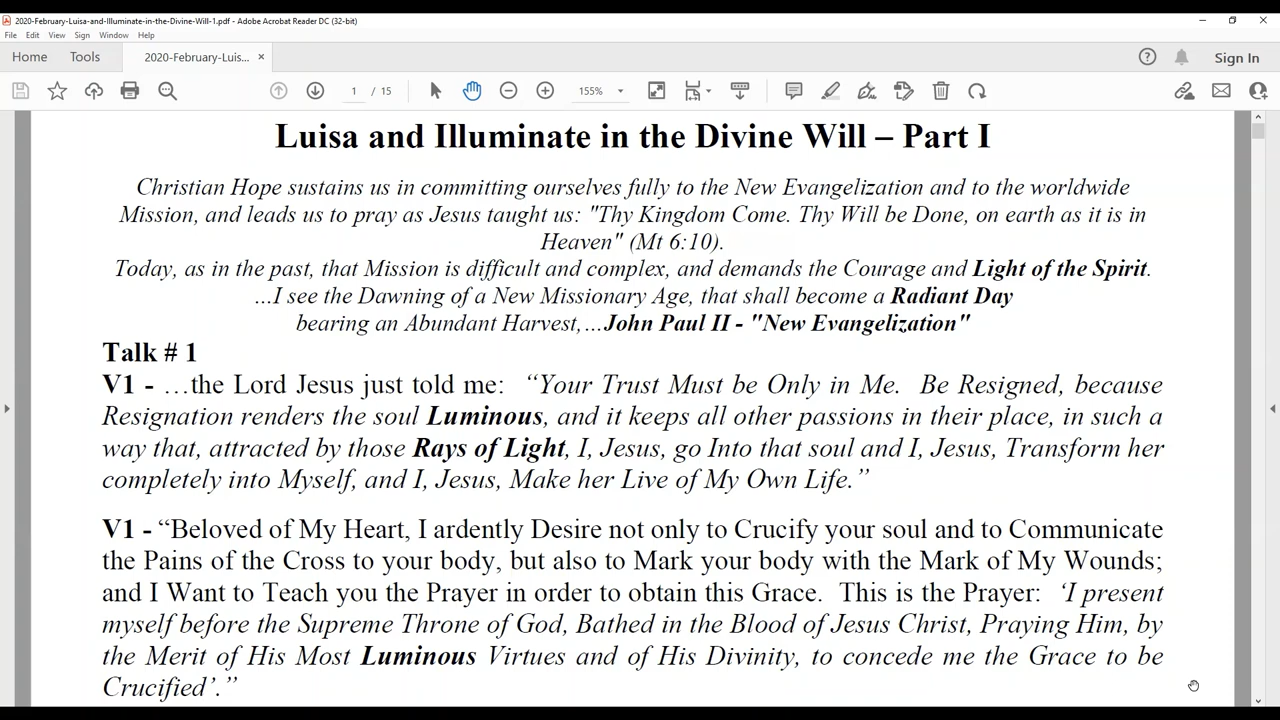 2020-February-Luisa-and-Illuminate-in-the-Divine-Will-1.pdf - Adobe Acrobat Reader DC (32-bit)
File Edit View Sign Window Help
Home Tools 2020-February-Luis... × ? Sign In
1 / 15 155%
Luisa and Illuminate in the Divine Will – Part I
Christian Hope sustains us in committing ourselves fully to the New Evangelization and to the worldwide
Mission, and leads us to pray as Jesus taught us: "Thy Kingdom Come. Thy Will be Done, on earth as it is in
Heaven" (Mt 6:10).
Today, as in the past, that Mission is difficult and complex, and demands the Courage and Light of the Spirit.
…I see the Dawning of a New Missionary Age, that shall become a Radiant Day
bearing an Abundant Harvest,…John Paul II - "New Evangelization"
Talk # 1
V1 - …the Lord Jesus just told me: “Your Trust Must be Only in Me. Be Resigned, because
Resignation renders the soul Luminous, and it keeps all other passions in their place, in such a
way that, attracted by those Rays of Light, I, Jesus, go Into that soul and I, Jesus, Transform her
completely into Myself, and I, Jesus, Make her Live of My Own Life.”
V1 - “Beloved of My Heart, I ardently Desire not only to Crucify your soul and to Communicate
the Pains of the Cross to your body, but also to Mark your body with the Mark of My Wounds;
and I Want to Teach you the Prayer in order to obtain this Grace. This is the Prayer: ‘I present
myself before the Supreme Throne of God, Bathed in the Blood of Jesus Christ, Praying Him, by
the Merit of His Most Luminous Virtues and of His Divinity, to concede me the Grace to be
Crucified’.”